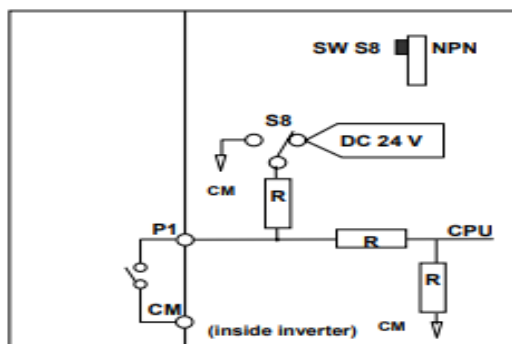 SW S8 NPN
S8
DC 24 V
CM
R
P1
R
CPU
R
CM
(inside inverter)
CM